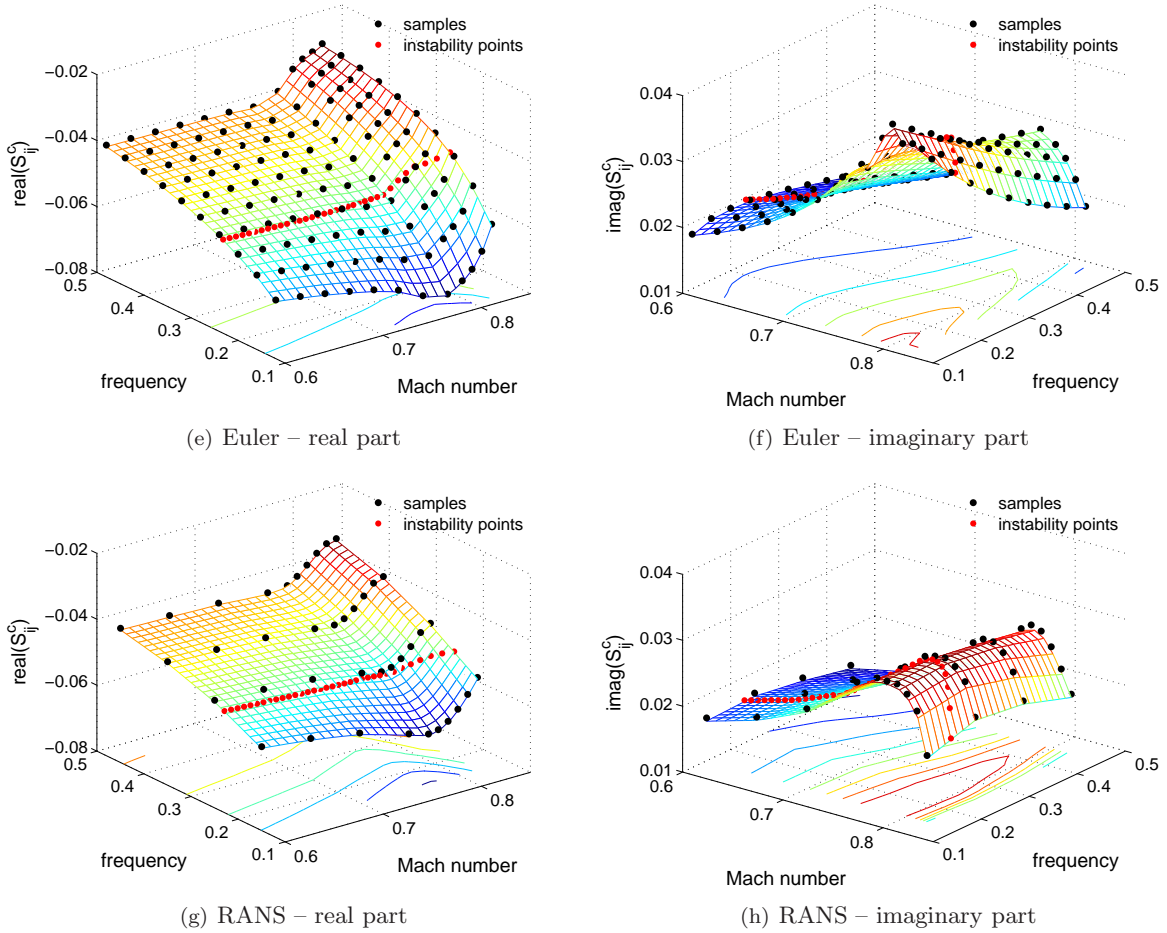 samples
instability points
−0.02
−0.04
−0.06
−0.08
real(S^c_ij)
0.5
0.4
0.3
0.2
0.1
frequency
0.6
0.7
0.8
Mach number
(e) Euler – real part
samples
instability points
0.04
0.03
0.02
0.01
imag(S^c_ij)
0.6
0.7
0.8
Mach number
0.1
0.2
0.3
0.4
0.5
frequency
(f) Euler – imaginary part
samples
instability points
−0.02
−0.04
−0.06
−0.08
real(S^c_ij)
0.5
0.4
0.3
0.2
0.1
frequency
0.6
0.7
0.8
Mach number
(g) RANS – real part
samples
instability points
0.04
0.03
0.02
0.01
imag(S^c_ij)
0.6
0.7
0.8
Mach number
0.1
0.2
0.3
0.4
0.5
frequency
(h) RANS – imaginary part